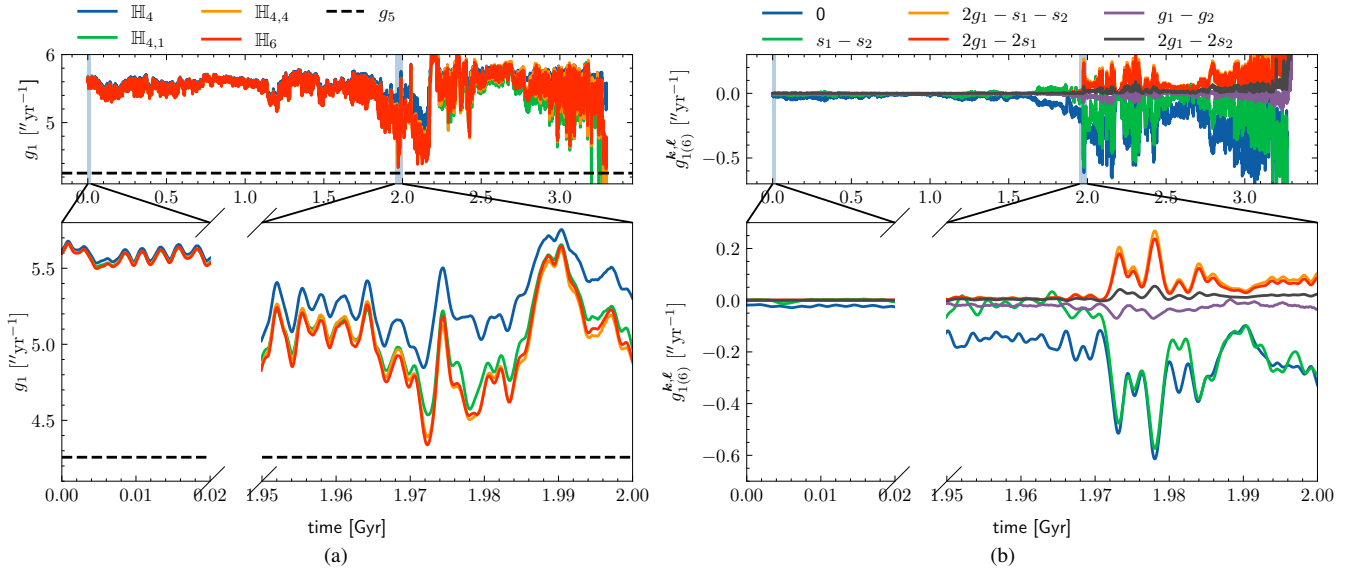 ℍ₄ ℍ₄,₄ g₅
ℍ₄,₁ ℍ₆
6
5
g₁ [″yr⁻¹]
0.0 0.5 1.0 1.5 2.0 2.5 3.0
5.5
5.0
4.5
g₁ [″yr⁻¹]
0.00 0.01 0.02 1.95 1.96 1.97 1.98 1.99 2.00
time [Gyr]
(a)
0 2g₁ − s₁ − s₂ g₁ − g₂
s₁ − s₂ 2g₁ − 2s₁ 2g₁ − 2s₂
0.0
−0.5
g₁₍₆₎^{k,ℓ} [″yr⁻¹]
0.0 0.5 1.0 1.5 2.0 2.5 3.0
0.2
0.0
−0.2
−0.4
−0.6
g₁₍₆₎^{k,ℓ} [″yr⁻¹]
0.00 0.01 0.02 1.95 1.96 1.97 1.98 1.99 2.00
time [Gyr]
(b)